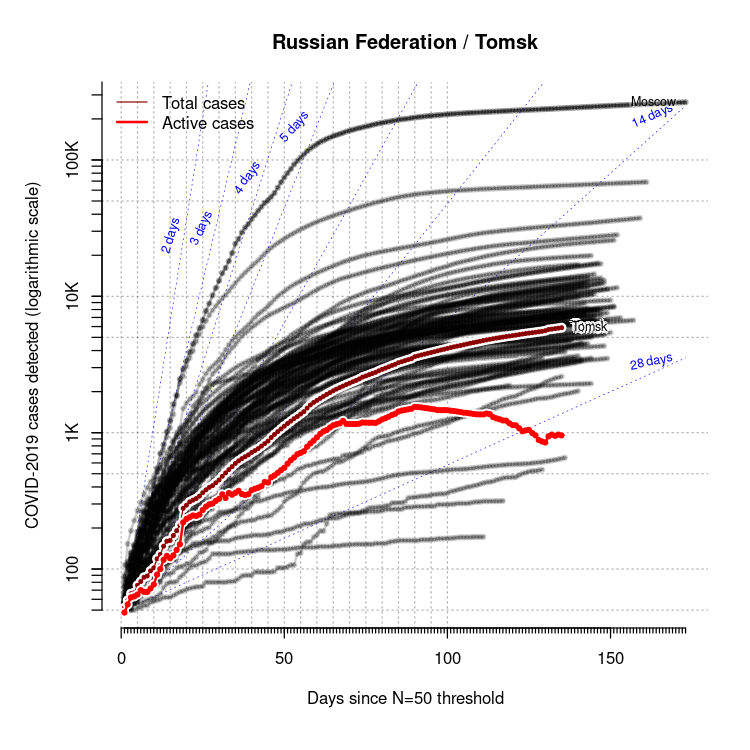 Russian Federation / Tomsk
Total cases
Active cases
Moscow
14 days
5 days
4 days
3 days
2 days
Tomsk
28 days
COVID-2019 cases detected (logarithmic scale)
100K
10K
1K
100
0 50 100 150
Days since N=50 threshold